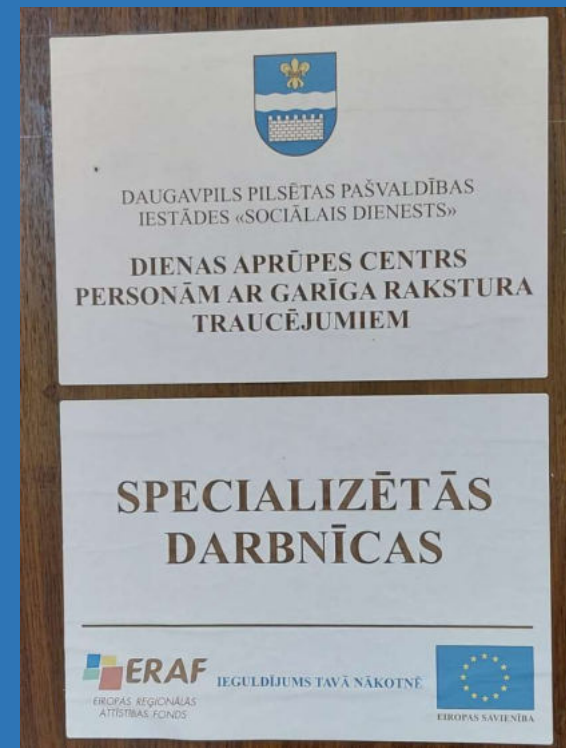 DAUGAVPILS PILSĒTAS PAŠVALDĪBAS
IESTĀDES «SOCIĀLAIS DIENESTS»
DIENAS APRŪPES CENTRS
PERSONĀM AR GARĪGA RAKSTURA
TRAUCĒJUMIEM
SPECIALIZĒTĀS
DARBNĪCAS
ERAF
EIROPAS REĢIONĀLĀS
ATTĪSTĪBAS FONDS
IEGULDĪJUMS TAVĀ NĀKOTNĒ
EIROPAS SAVIENĪBA